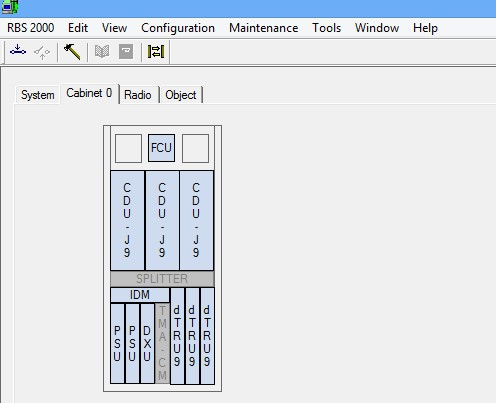 RBS 2000 Edit View Configuration Maintenance Tools Window Help
System Cabinet 0 Radio Object
FCU
CDU-J9 CDU-J9 CDU-J9
SPLITTER
IDM
PSU PSU DXU TMA-CM dTRU9 dTRU9 dTRU9